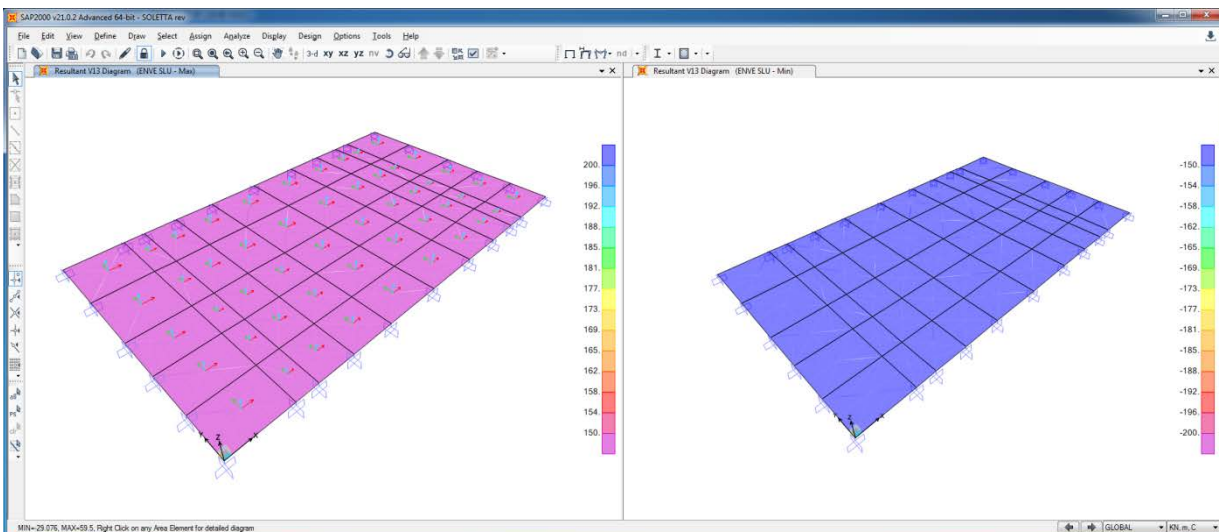 SAP2000 v21.0.2 Advanced 64-bit - SOLETTA rev
File Edit View Define Draw Select Assign Analyze Display Design Options Tools Help
3-d xy xz yz nv
nd
Resultant V13 Diagram (ENVE SLU - Max)
Resultant V13 Diagram (ENVE SLU - Min)
200.
196.
192.
188.
185.
181.
177.
173.
169.
165.
162.
158.
154.
150.
Z
X
-150.
-154.
-158.
-162.
-165.
-169.
-173.
-177.
-181.
-185.
-188.
-192.
-196.
-200.
Z
X
MIN=-29.076, MAX=59.5, Right Click on any Area Element for detailed diagram
GLOBAL
KN, m, C